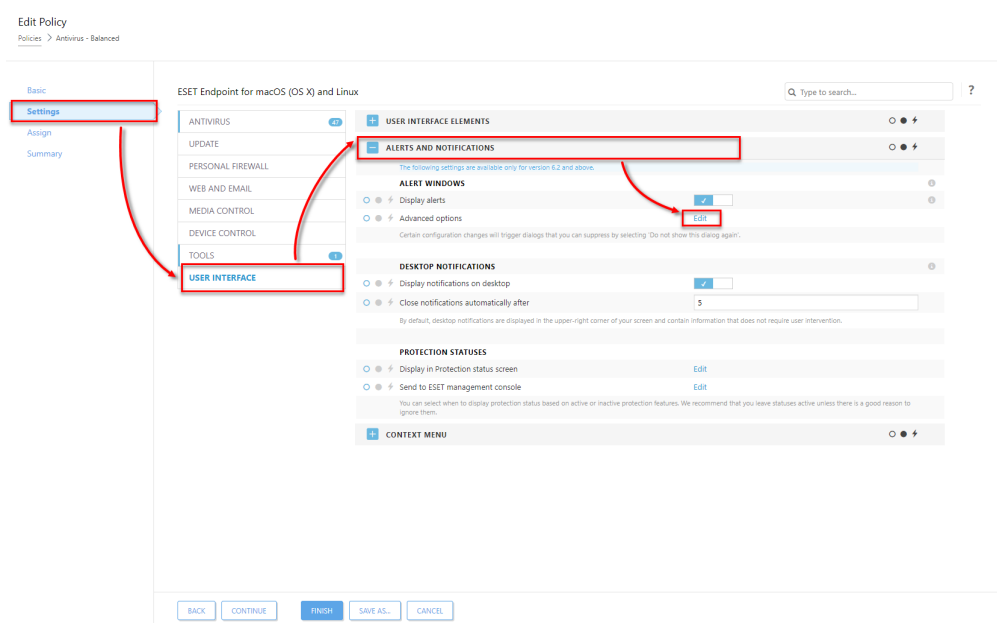 Edit Policy
Policies > Antivirus - Balanced
Basic
Settings
Assign
Summary
ESET Endpoint for macOS (OS X) and Linux
Type to search...
?
ANTIVIRUS 47
UPDATE
PERSONAL FIREWALL
WEB AND EMAIL
MEDIA CONTROL
DEVICE CONTROL
TOOLS 1
USER INTERFACE
USER INTERFACE ELEMENTS
ALERTS AND NOTIFICATIONS
The following settings are available only for version 6.2 and above.
ALERT WINDOWS
Display alerts
Advanced options Edit
Certain configuration changes will trigger dialogs that you can suppress by selecting 'Do not show this dialog again'.
DESKTOP NOTIFICATIONS
Display notifications on desktop
Close notifications automatically after 5
By default, desktop notifications are displayed in the upper-right corner of your screen and contain information that does not require user intervention.
PROTECTION STATUSES
Display in Protection status screen Edit
Send to ESET management console Edit
You can select when to display protection status based on active or inactive protection features. We recommend that you leave statuses active unless there is a good reason to
ignore them.
CONTEXT MENU
BACK CONTINUE FINISH SAVE AS... CANCEL